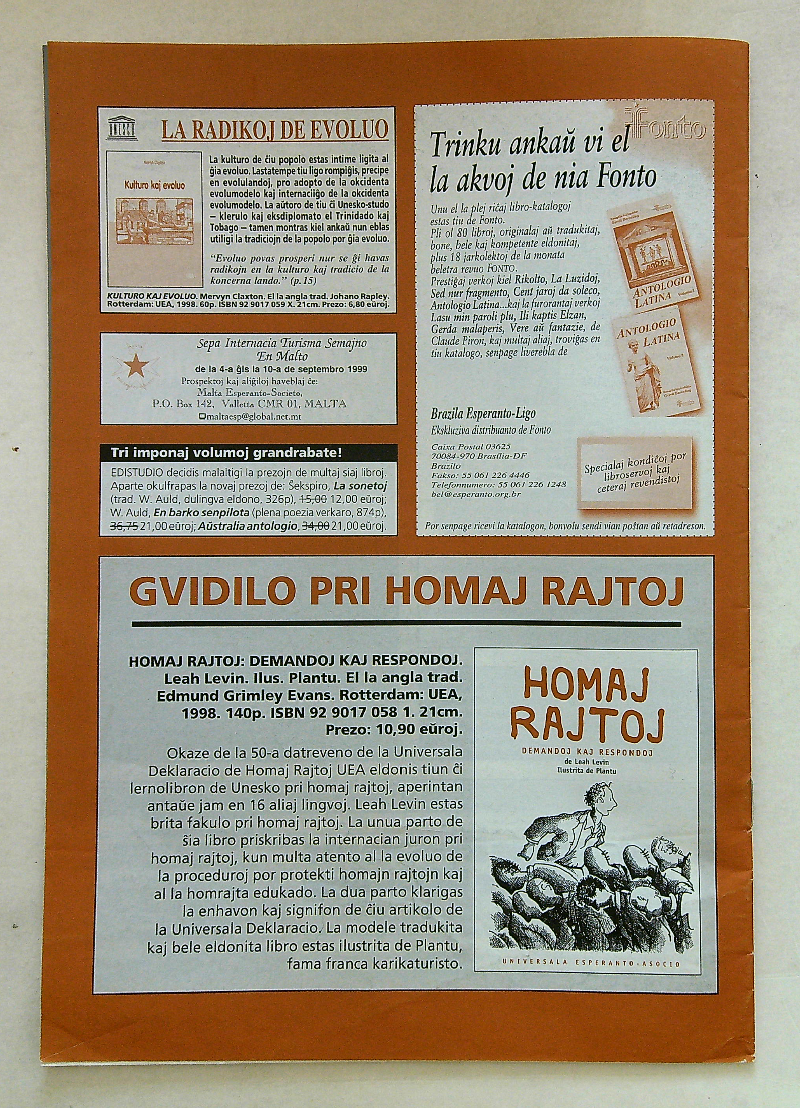 unesco
LA RADIKOJ DE EVOLUO
Kulturo kaj evoluo
La kulturo de ĉiu popolo estas intime ligita al
ĝia evoluo. Lastatempe tiu ligo rompiĝis, precipe
en evolulandoj, pro adopto de la okcidenta
evolumodelo kaj internaciiĝo de la okcidenta
evolumodelo. La aŭtoro de tiu ĉi Unesko-studo
– klerulo kaj eksdiplomato el Trinidado kaj
Tobago – tamen montras kiel ankaŭ nun eblas
utiligi la tradiciojn de la popolo por ĝia evoluo.
"Evoluo povas prosperi nur se ĝi havas
radikojn en la kulturo kaj tradicio de la
koncerna lando." (p.15)
KULTURO KAJ EVOLUO. Mervyn Claxton. El la angla trad. Johano Rapley.
Rotterdam: UEA, 1998. 60p. ISBN 92 9017 059 X. 21cm. Prezo: 6,80 eŭroj.
Sepa Internacia Turisma Semajno
En Malto
de la 4-a ĝis la 10-a de septembro 1999
Prospektoj kaj aliĝiloj haveblaj ĉe:
Malta Esperanto-Societo,
P.O. Box 142, Valletta CMR 01, MALTA
maltaesp@global.net.mt
Tri imponaj volumoj grandrabate!
EDISTUDIO decidis malaltigi la prezojn de multaj siaj libroj.
Aparte okulfrapas la novaj prezoj de: Ŝekspiro, La sonetoj
(trad. W. Auld, dulingva eldono, 326p), 15,00 12,00 eŭroj;
W. Auld, En barko senpilota (plena poezia verkaro, 874p),
36,75 21,00 eŭroj; Aŭstralia antologio, 34,00 21,00 eŭroj.
Fonto
Trinku ankaŭ vi el
la akvoj de nia Fonto
Unu el la plej riĉaj libro-katalogoj
estas tiu de Fonto.
Pli ol 80 libroj, originalaj aŭ tradukitaj,
bone, bele kaj kompetente eldonitaj,
plus 18 jarkolektoj de la monata
beletra revuo FONTO.
Prestiĝaj verkoj kiel Rikolto, La Luzidoj,
Sed nur fragmento, Cent jaroj da soleco,
Antologio Latina...kaj la furorantaj verkoj
Lasu min paroli plu, Ili kaptis Elzan,
Gerda malaperis, Vere aŭ fantazie, de
Claude Piron, kaj multaj aliaj, troviĝas en
tiu katalogo, senpage liverebla de
ANTOLOGIO
LATINA
ANTOLOGIO
LATINA
Brazila Esperanto-Ligo
Ekskluziva distribuanto de Fonto
Caixa Postal 03625
70084-970 Brasília-DF
Brazilo
Fakso: 55 061 226 4446
Telefonnumero: 55 061 226 1248
bel@esperanto.org.br
Specialaj kondiĉoj por
libroservoj kaj
ceteraj revendistoj
Por senpage ricevi la katalogon, bonvolu sendi vian poŝtan aŭ retadreson.
GVIDILO PRI HOMAJ RAJTOJ
HOMAJ RAJTOJ: DEMANDOJ KAJ RESPONDOJ.
Leah Levin. Ilus. Plantu. El la angla trad.
Edmund Grimley Evans. Rotterdam: UEA,
1998. 140p. ISBN 92 9017 058 1. 21cm.
Prezo: 10,90 eŭroj.
Okaze de la 50-a datreveno de la Universala
Deklaracio de Homaj Rajtoj UEA eldonis tiun ĉi
lernolibron de Unesko pri homaj rajtoj, aperintan
antaŭe jam en 16 aliaj lingvoj. Leah Levin estas
brita fakulo pri homaj rajtoj. La unua parto de
ŝia libro priskribas la internacian juron pri
homaj rajtoj, kun multa atento al la evoluo de
la proceduroj por protekti homajn rajtojn kaj
al la homrajta edukado. La dua parto klarigas
la enhavon kaj signifon de ĉiu artikolo de
la Universala Deklaracio. La modele tradukita
kaj bele eldonita libro estas ilustrita de Plantu,
fama franca karikaturisto.
HOMAJ
RAJTOJ
DEMANDOJ KAJ RESPONDOJ
de Leah Levin
Ilustrita de Plantu
UNIVERSALA ESPERANTO-ASOCIO